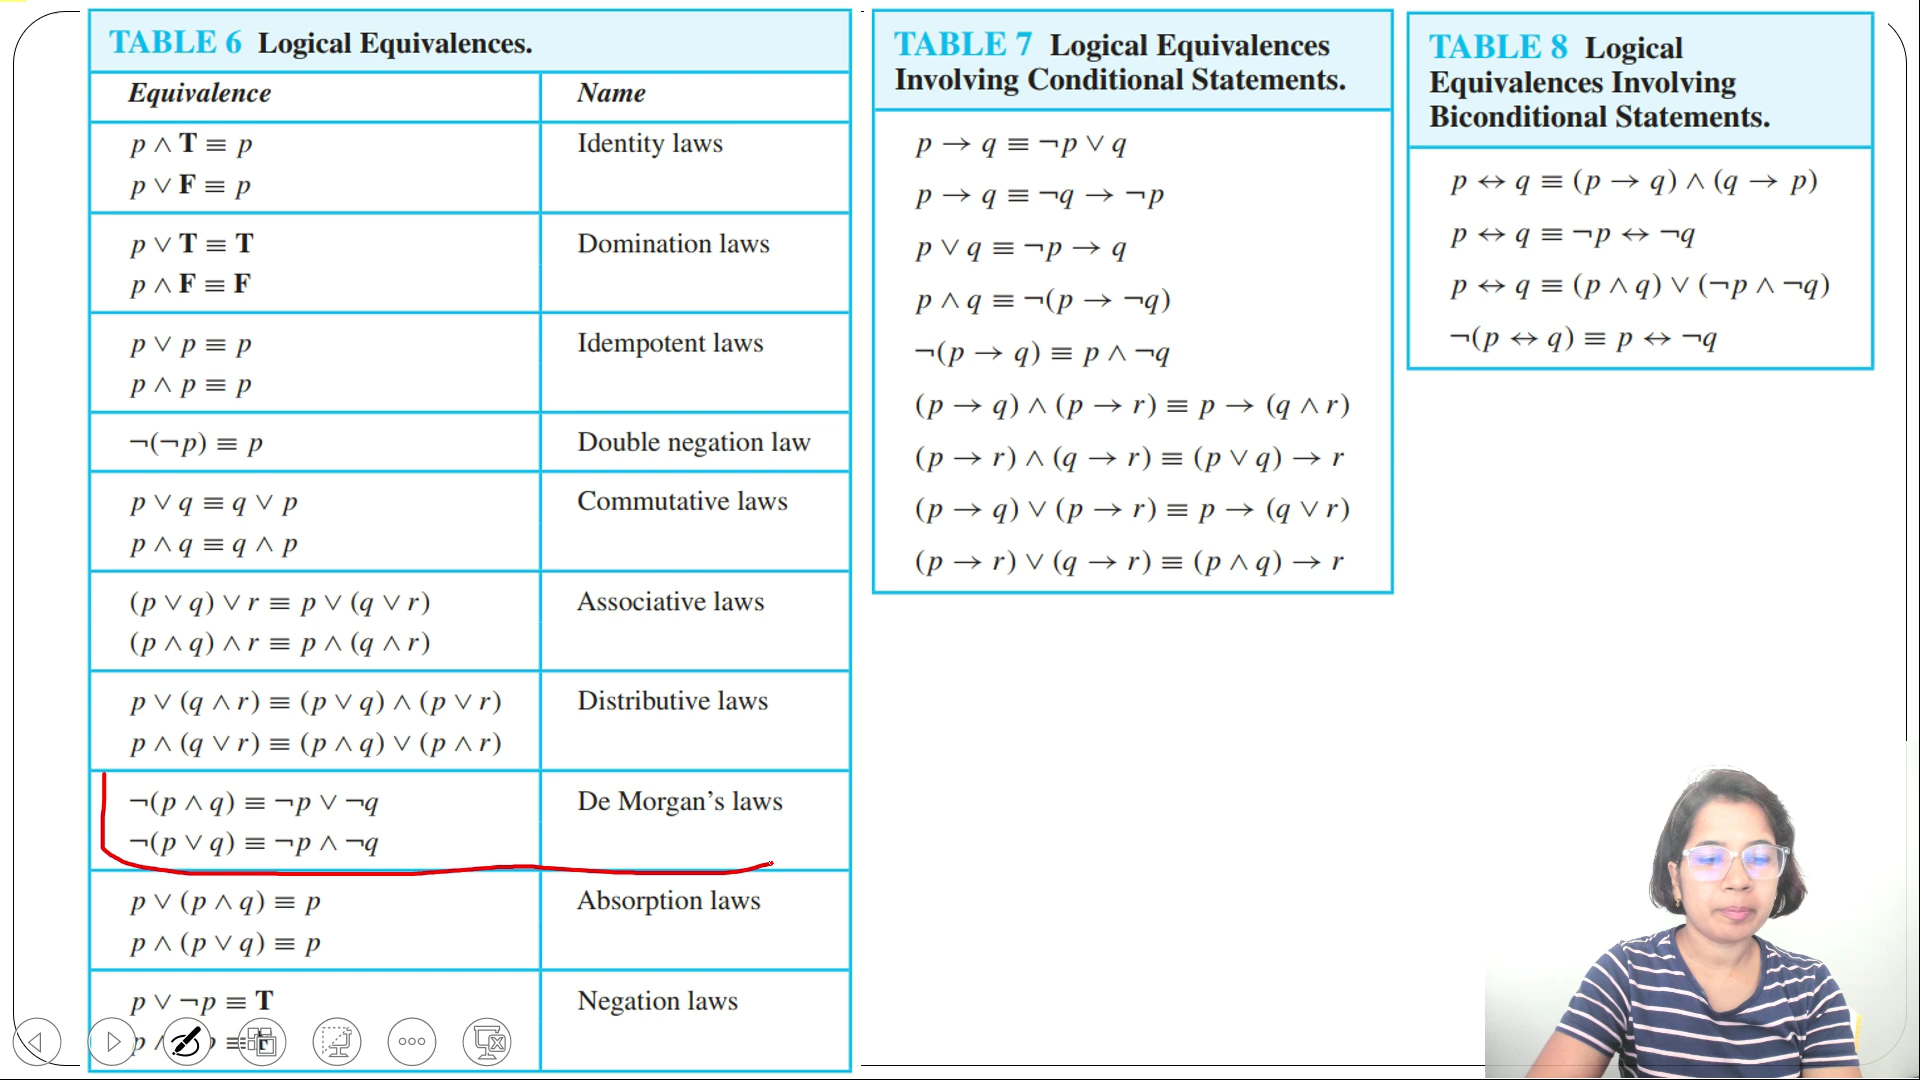 TABLE 6 Logical Equivalences.
Equivalence Name
p ∧ T ≡ p Identity laws
p ∨ F ≡ p
p ∨ T ≡ T Domination laws
p ∧ F ≡ F
p ∨ p ≡ p Idempotent laws
p ∧ p ≡ p
¬(¬p) ≡ p Double negation law
p ∨ q ≡ q ∨ p Commutative laws
p ∧ q ≡ q ∧ p
(p ∨ q) ∨ r ≡ p ∨ (q ∨ r) Associative laws
(p ∧ q) ∧ r ≡ p ∧ (q ∧ r)
p ∨ (q ∧ r) ≡ (p ∨ q) ∧ (p ∨ r) Distributive laws
p ∧ (q ∨ r) ≡ (p ∧ q) ∨ (p ∧ r)
¬(p ∧ q) ≡ ¬p ∨ ¬q De Morgan’s laws
¬(p ∨ q) ≡ ¬p ∧ ¬q
p ∨ (p ∧ q) ≡ p Absorption laws
p ∧ (p ∨ q) ≡ p
p ∨ ¬p ≡ T Negation laws
TABLE 7 Logical Equivalences
Involving Conditional Statements.
p → q ≡ ¬p ∨ q
p → q ≡ ¬q → ¬p
p ∨ q ≡ ¬p → q
p ∧ q ≡ ¬(p → ¬q)
¬(p → q) ≡ p ∧ ¬q
(p → q) ∧ (p → r) ≡ p → (q ∧ r)
(p → r) ∧ (q → r) ≡ (p ∨ q) → r
(p → q) ∨ (p → r) ≡ p → (q ∨ r)
(p → r) ∨ (q → r) ≡ (p ∧ q) → r
TABLE 8 Logical
Equivalences Involving
Biconditional Statements.
p ↔ q ≡ (p → q) ∧ (q → p)
p ↔ q ≡ ¬p ↔ ¬q
p ↔ q ≡ (p ∧ q) ∨ (¬p ∧ ¬q)
¬(p ↔ q) ≡ p ↔ ¬q